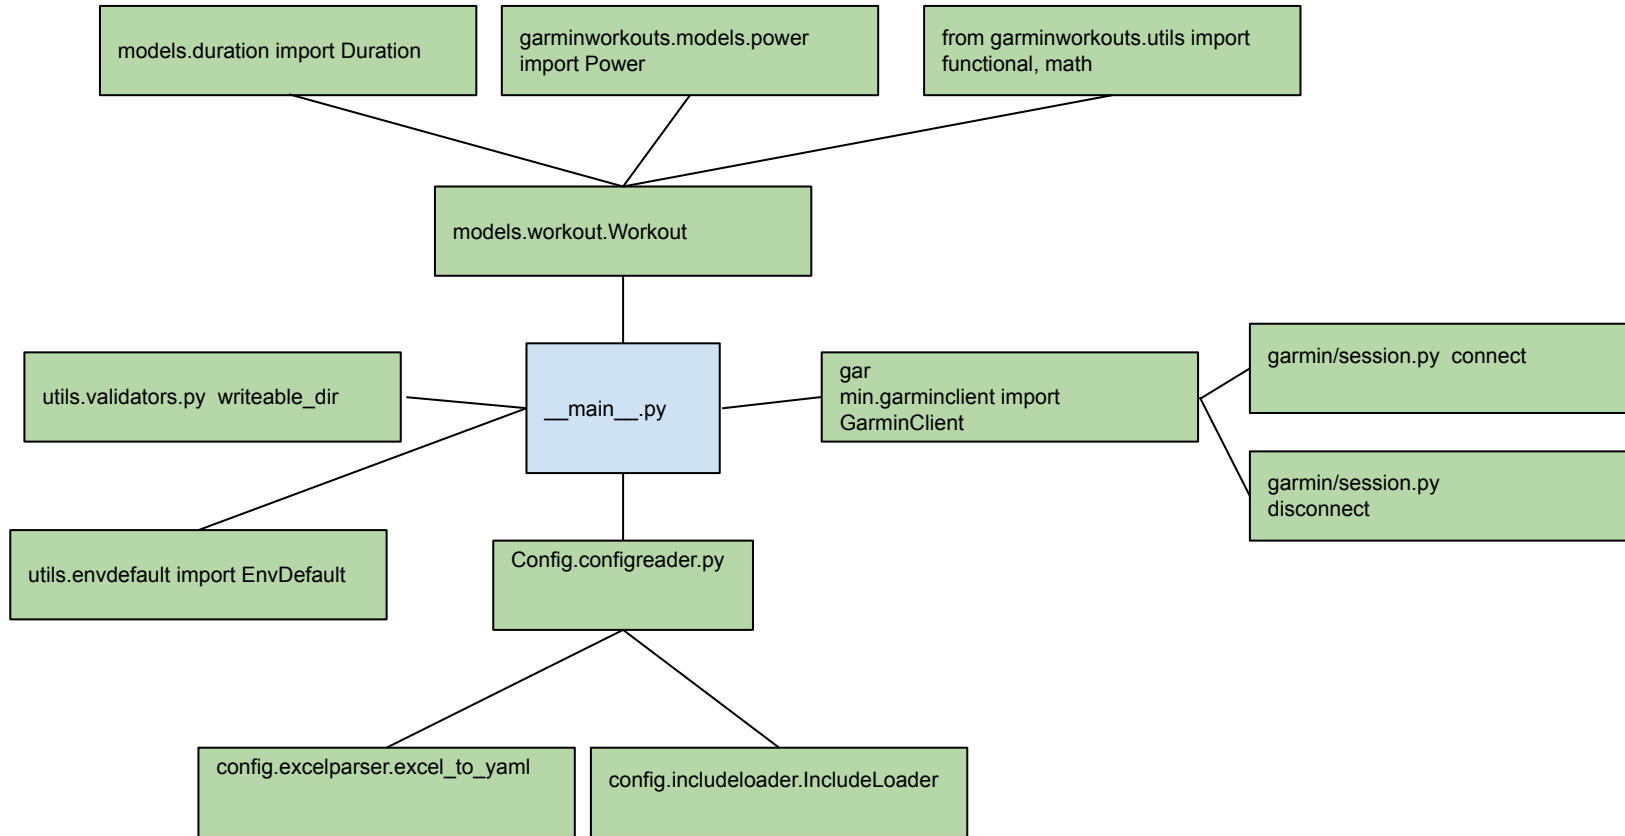 models.duration import Duration
garminworkouts.models.power
import Power
from garminworkouts.utils import
functional, math
models.workout.Workout
utils.validators.py  writeable_dir
__main__.py
gar
min.garminclient import
GarminClient
garmin/session.py  connect
garmin/session.py
disconnect
utils.envdefault import EnvDefault
Config.configreader.py
config.excelparser.excel_to_yaml
config.includeloader.IncludeLoader